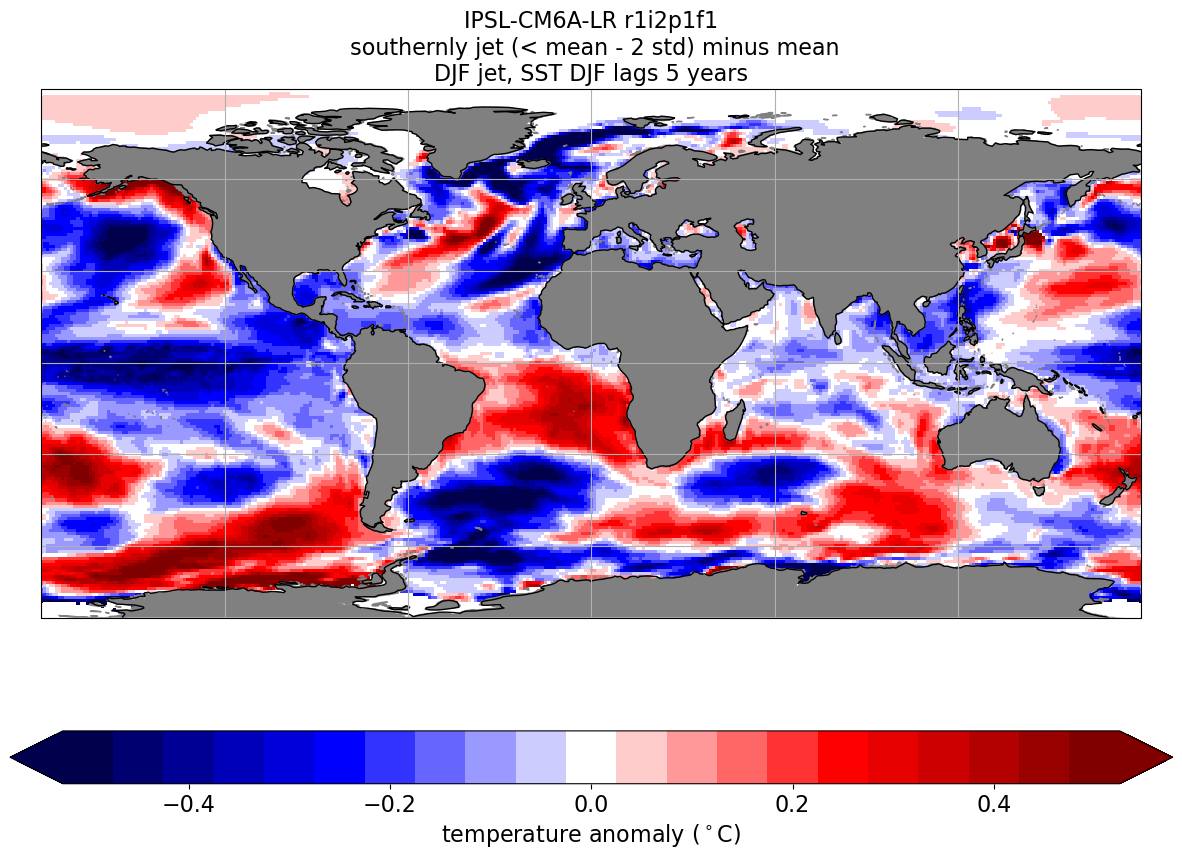 IPSL-CM6A-LR r1i2p1f1
southernly jet (< mean - 2 std) minus mean
DJF jet, SST DJF lags 5 years
−0.4 −0.2 0.0 0.2 0.4
temperature anomaly (°C)